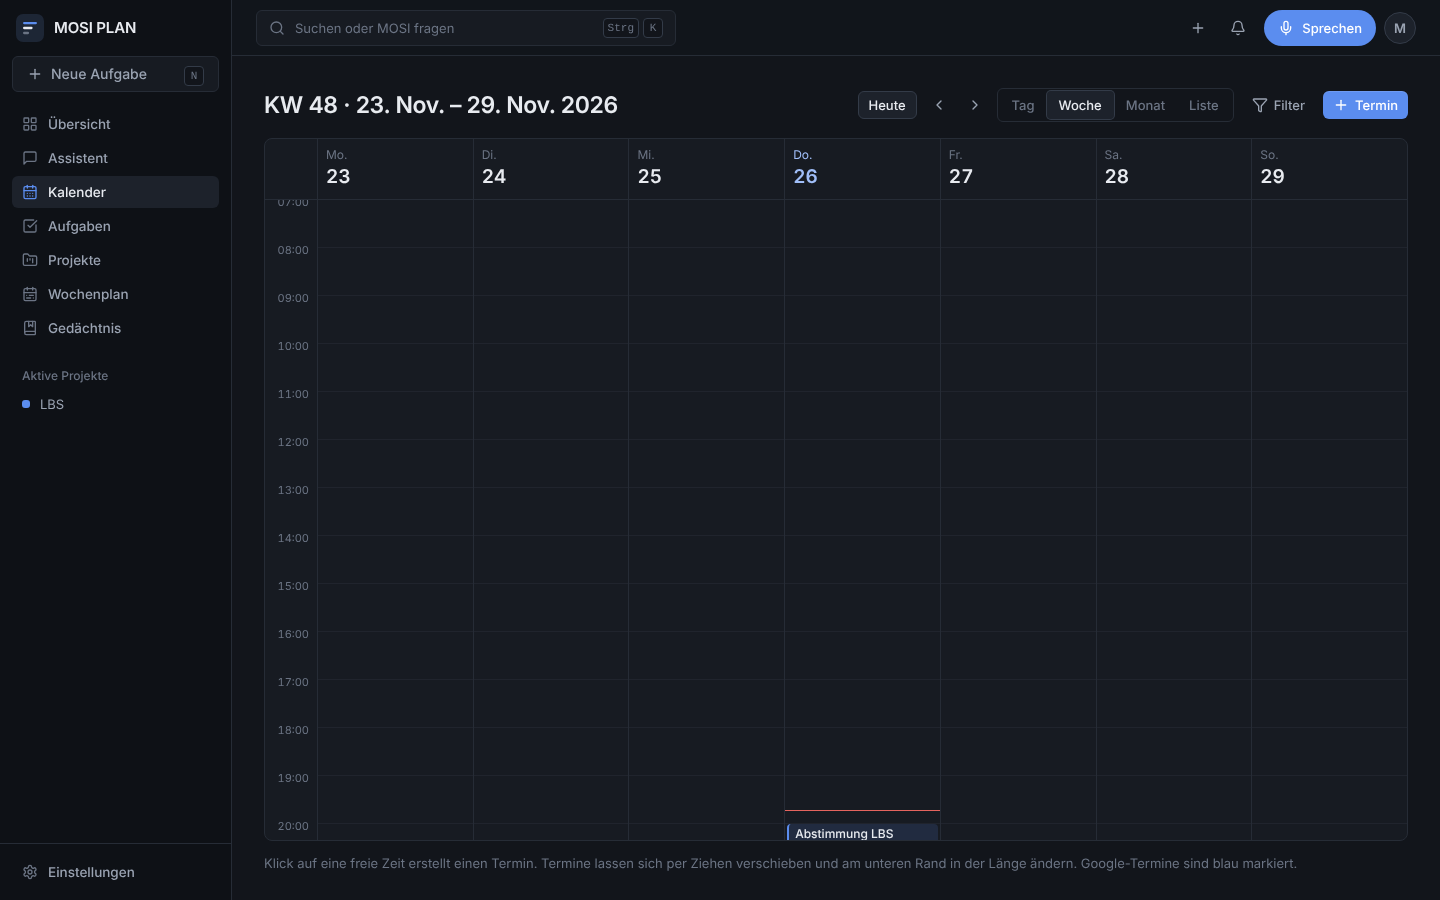 MOSI PLAN
Suchen oder MOSI fragen Strg K
Sprechen M
Neue Aufgabe N
Übersicht
Assistent
Kalender
Aufgaben
Projekte
Wochenplan
Gedächtnis
Aktive Projekte
LBS
Einstellungen
KW 48 · 23. Nov. – 29. Nov. 2026
Heute Tag Woche Monat Liste Filter Termin
Mo. Di. Mi. Do. Fr. Sa. So.
23 24 25 26 27 28 29
07:00
08:00
09:00
10:00
11:00
12:00
13:00
14:00
15:00
16:00
17:00
18:00
19:00
20:00 Abstimmung LBS
Klick auf eine freie Zeit erstellt einen Termin. Termine lassen sich per Ziehen verschieben und am unteren Rand in der Länge ändern. Google-Termine sind blau markiert.